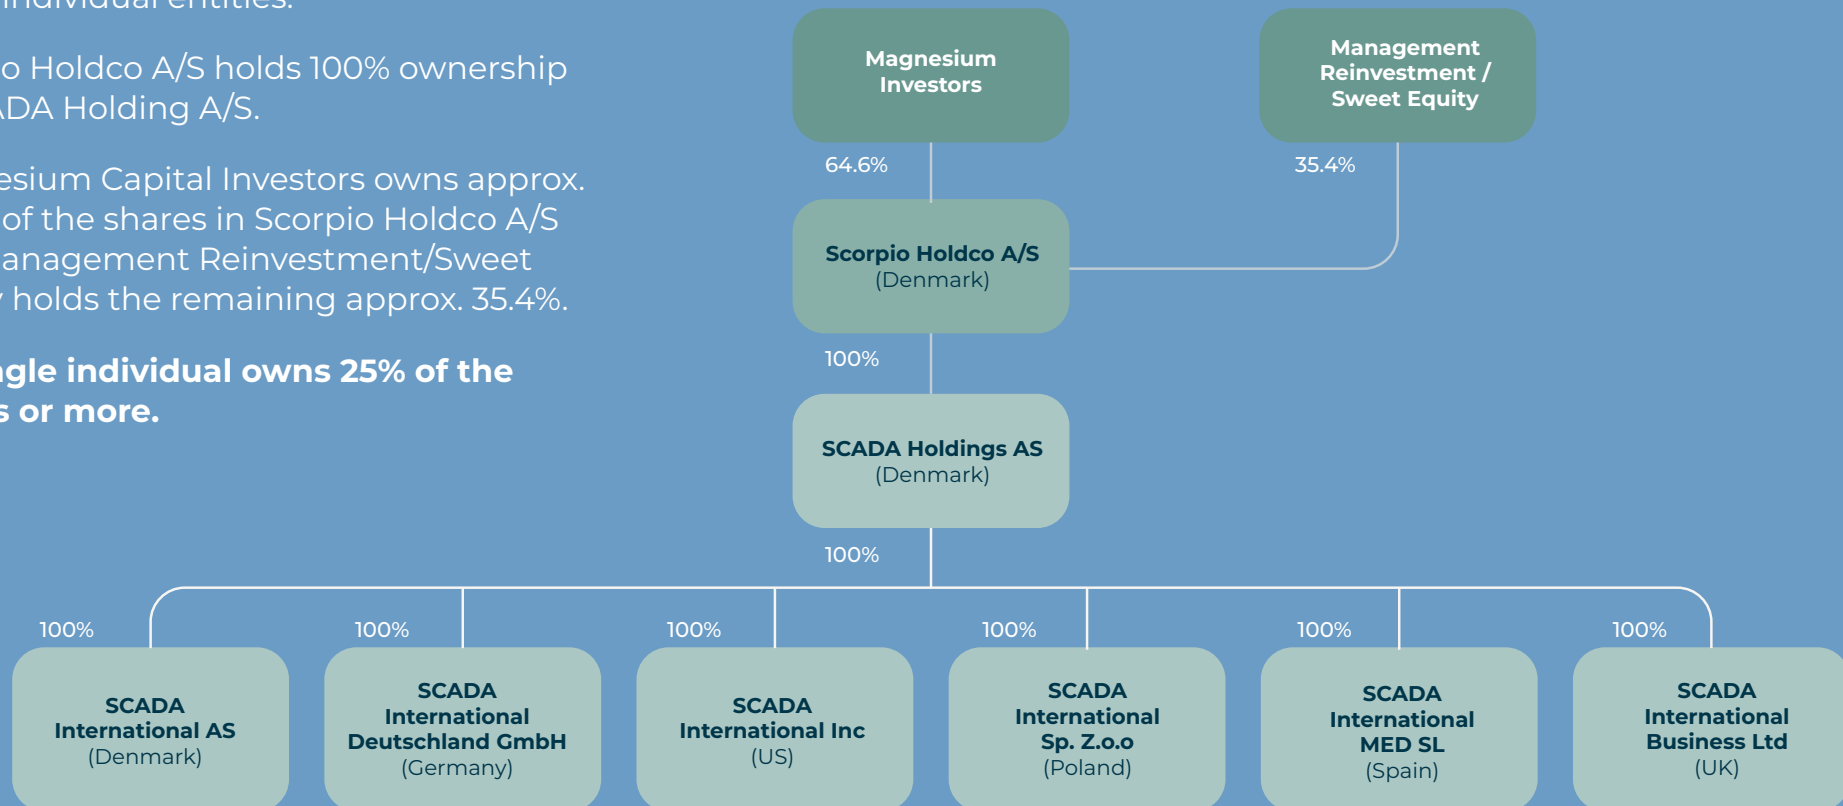 individual entities.
o Holdco A/S holds 100% ownership
ADA Holding A/S.
esium Capital Investors owns approx.
of the shares in Scorpio Holdco A/S
anagement Reinvestment/Sweet
y holds the remaining approx. 35.4%.
ngle individual owns 25% of the
s or more.
Magnesium
Investors
Management
Reinvestment /
Sweet Equity
64.6%
35.4%
Scorpio Holdco A/S
(Denmark)
100%
SCADA Holdings AS
(Denmark)
100%
100%
100%
100%
100%
100%
100%
SCADA
International AS
(Denmark)
SCADA
International
Deutschland GmbH
(Germany)
SCADA
International Inc
(US)
SCADA
International
Sp. Z.o.o
(Poland)
SCADA
International
MED SL
(Spain)
SCADA
International
Business Ltd
(UK)